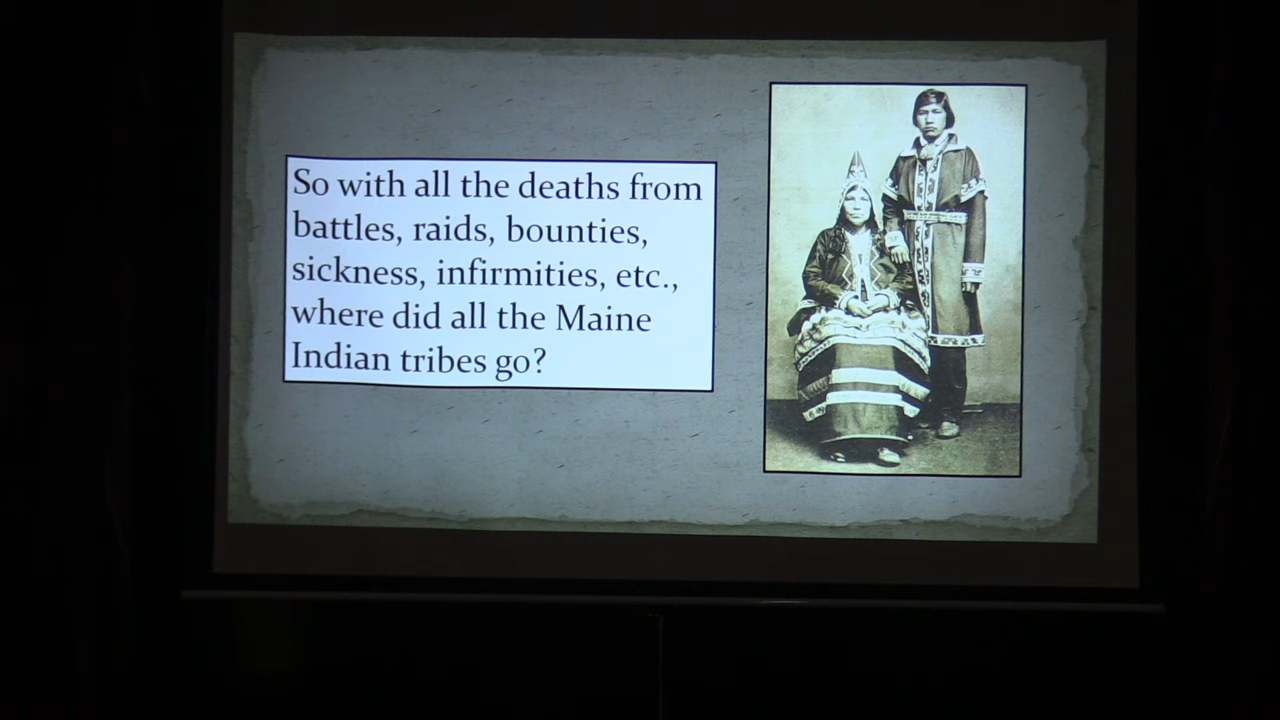 So with all the deaths from
battles, raids, bounties,
sickness, infirmities, etc.,
where did all the Maine
Indian tribes go?